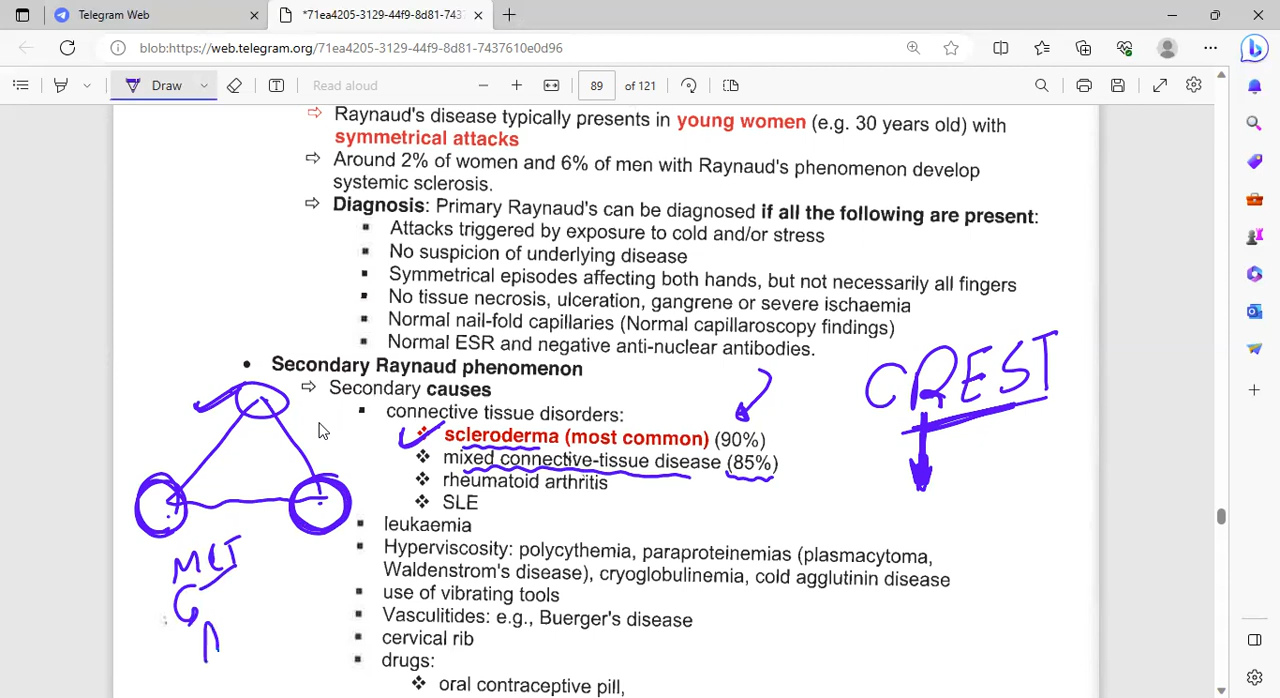 Telegram Web
*71ea4205-3129-44f9-8d81-743
blob:https://web.telegram.org/71ea4205-3129-44f9-8d81-7437610e0d96
Draw
Read aloud
89 of 121
Raynaud's disease typically presents in young women (e.g. 30 years old) with
symmetrical attacks
Around 2% of women and 6% of men with Raynaud's phenomenon develop
systemic sclerosis.
Diagnosis: Primary Raynaud's can be diagnosed if all the following are present:
Attacks triggered by exposure to cold and/or stress
No suspicion of underlying disease
Symmetrical episodes affecting both hands, but not necessarily all fingers
No tissue necrosis, ulceration, gangrene or severe ischaemia
Normal nail-fold capillaries (Normal capillaroscopy findings)
Normal ESR and negative anti-nuclear antibodies.
CREST
Secondary Raynaud phenomenon
Secondary causes
connective tissue disorders:
scleroderma (most common) (90%)
mixed connective-tissue disease (85%)
rheumatoid arthritis
SLE
leukaemia
Hyperviscosity: polycythemia, paraproteinemias (plasmacytoma,
Waldenstrom's disease), cryoglobulinemia, cold agglutinin disease
use of vibrating tools
Vasculitides: e.g., Buerger's disease
cervical rib
drugs:
oral contraceptive pill,